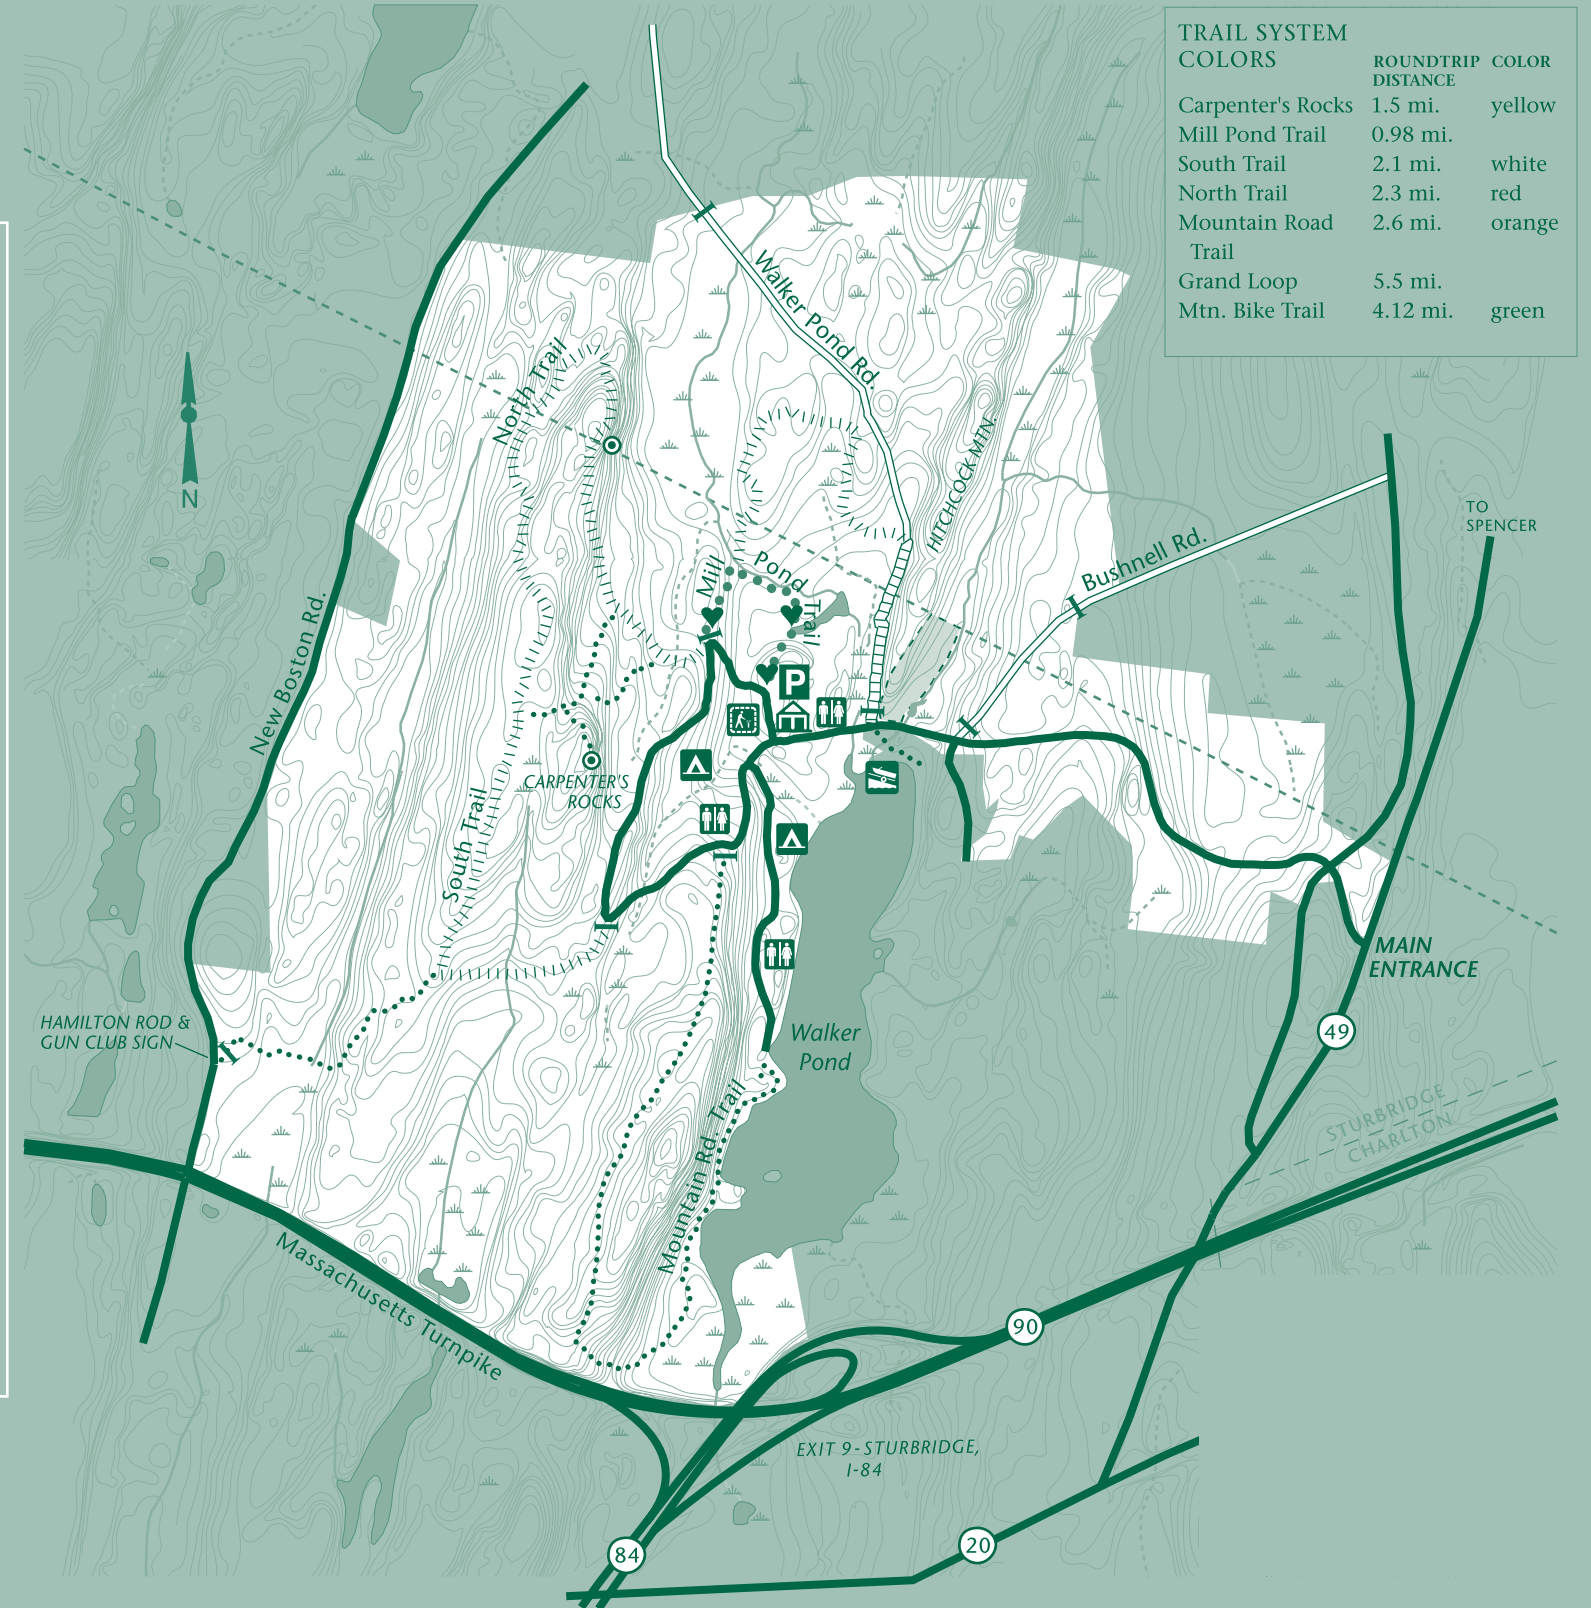 TRAIL SYSTEM
COLORS
ROUNDTRIP DISTANCE
COLOR
Carpenter's Rocks 1.5 mi. yellow
Mill Pond Trail 0.98 mi.
South Trail 2.1 mi. white
North Trail 2.3 mi. red
Mountain Road Trail 2.6 mi. orange
Grand Loop 5.5 mi.
Mtn. Bike Trail 4.12 mi. green
Walker Pond Rd.
North Trail
N
HITCHCOCK MTN.
TO
SPENCER
Bushnell Rd.
Mill
Pond
Trail
New Boston Rd.
P
CARPENTER'S
ROCKS
South Trail
MAIN
ENTRANCE
HAMILTON ROD &
GUN CLUB SIGN
Walker
Pond
49
Mountain Rd. Trail
STURBRIDGE
CHARLTON
Massachusetts Turnpike
90
EXIT 9 - STURBRIDGE,
I-84
84
20